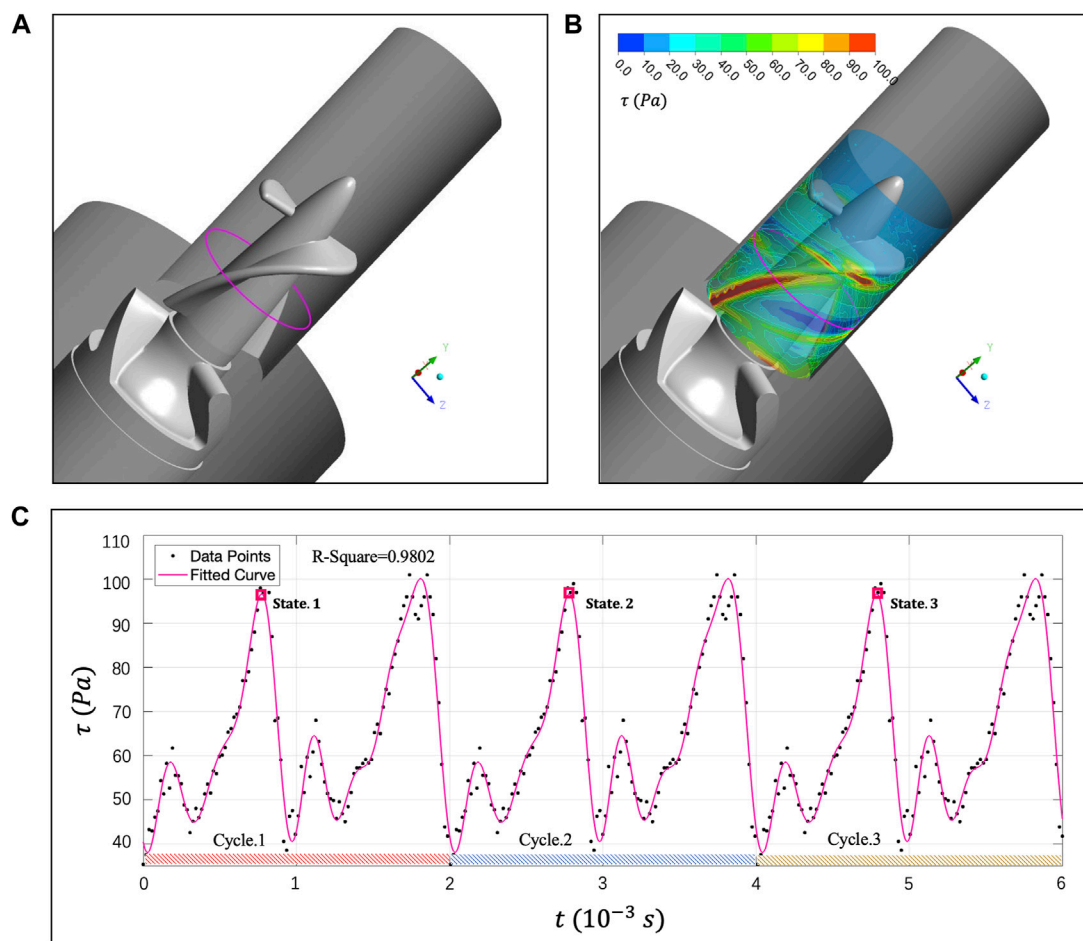 A
B
0.0 10.0 20.0 30.0 40.0 50.0 60.0 70.0 80.0 90.0 100.0
τ (Pa)
Y
Z
Y
Z
C
110
100
90
80
70
60
50
40
τ (Pa)
Data Points
Fitted Curve
R-Square=0.9802
State. 1
State. 2
State. 3
Cycle.1
Cycle.2
Cycle.3
0 1 2 3 4 5 6
t (10⁻³ s)